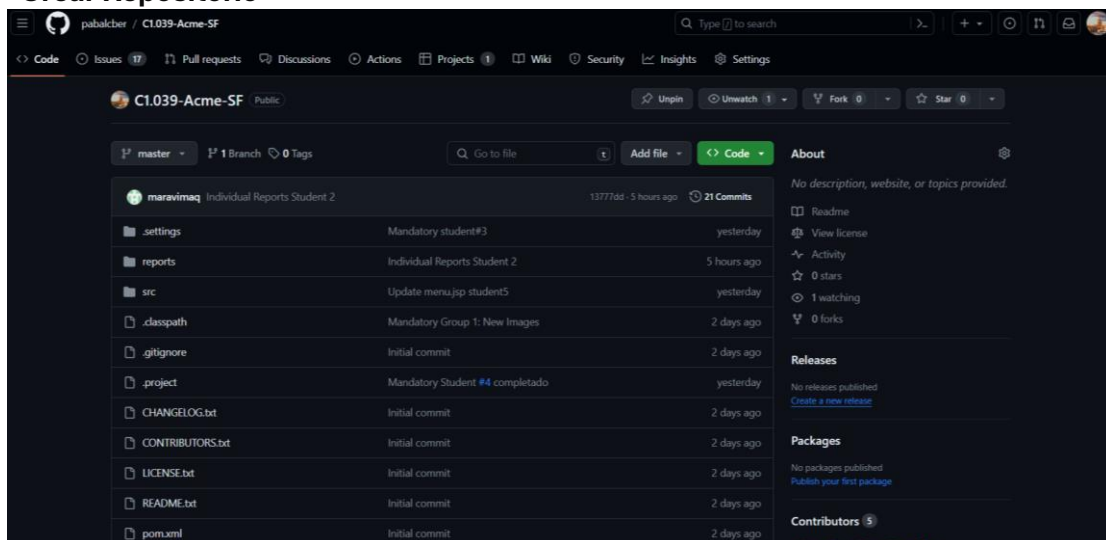 Crear Repositorio
pabalcber / C1.039-Acme-SF
Type / to search
Code Issues 17 Pull requests Discussions Actions Projects 1 Wiki Security Insights Settings
C1.039-Acme-SF Public
Unpin Unwatch 1 Fork 0 Star 0
master 1 Branch 0 Tags Go to file t Add file Code
About
No description, website, or topics provided.
maravimaq Individual Reports Student 2 13777dd · 5 hours ago 21 Commits
Readme
.settings Mandatory student#3 yesterday
View license
reports Individual Reports Student 2 5 hours ago
Activity
0 stars
src Update menu.jsp student5 yesterday
1 watching
.classpath Mandatory Group 1: New Images 2 days ago
0 forks
.gitignore Initial commit 2 days ago
Releases
.project Mandatory Student #4 completado yesterday
No releases published
Create a new release
CHANGELOG.txt Initial commit 2 days ago
CONTRIBUTORS.txt Initial commit 2 days ago
Packages
LICENSE.txt Initial commit 2 days ago
No packages published
Publish your first package
README.txt Initial commit 2 days ago
Contributors 5
pom.xml Initial commit 2 days ago